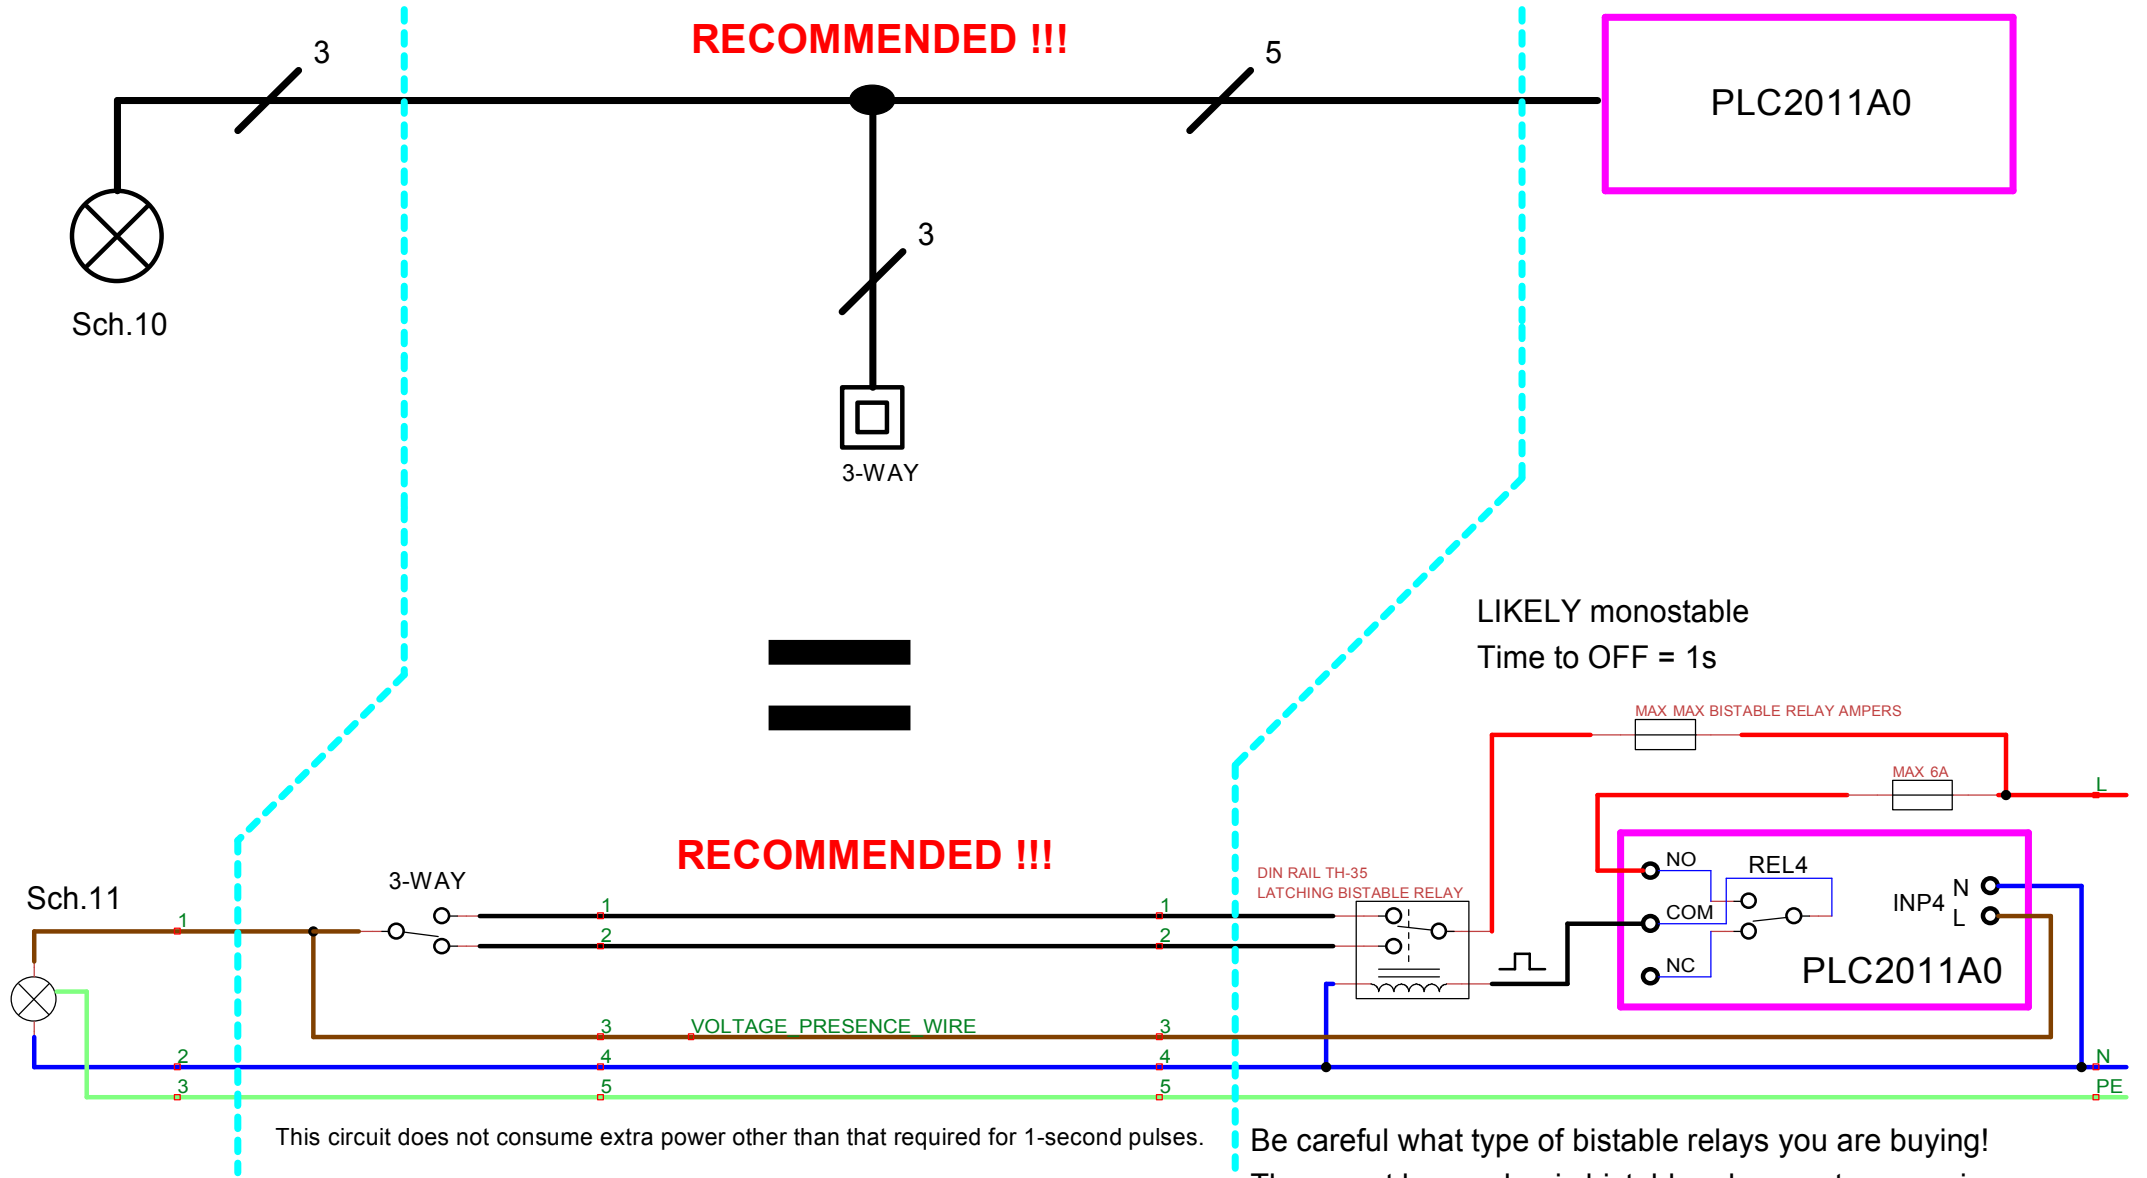 RECOMMENDED !!!
3
5
PLC2011A0
3
Sch.10
3-WAY
LIKELY monostable
Time to OFF = 1s
MAX MAX BISTABLE RELAY AMPERS
MAX 6A
L
RECOMMENDED !!!
Sch.11
3-WAY
DIN RAIL TH-35
LATCHING BISTABLE RELAY
NO
REL4
COM
NC
INP4
N
L
PLC2011A0
1
1
1
2
2
3
VOLTAGE_PRESENCE_WIRE
3
2
4
4
N
3
5
5
PE
This circuit does not consume extra power other than that required for 1-second pulses.
Be careful what type of bistable relays you are buying!